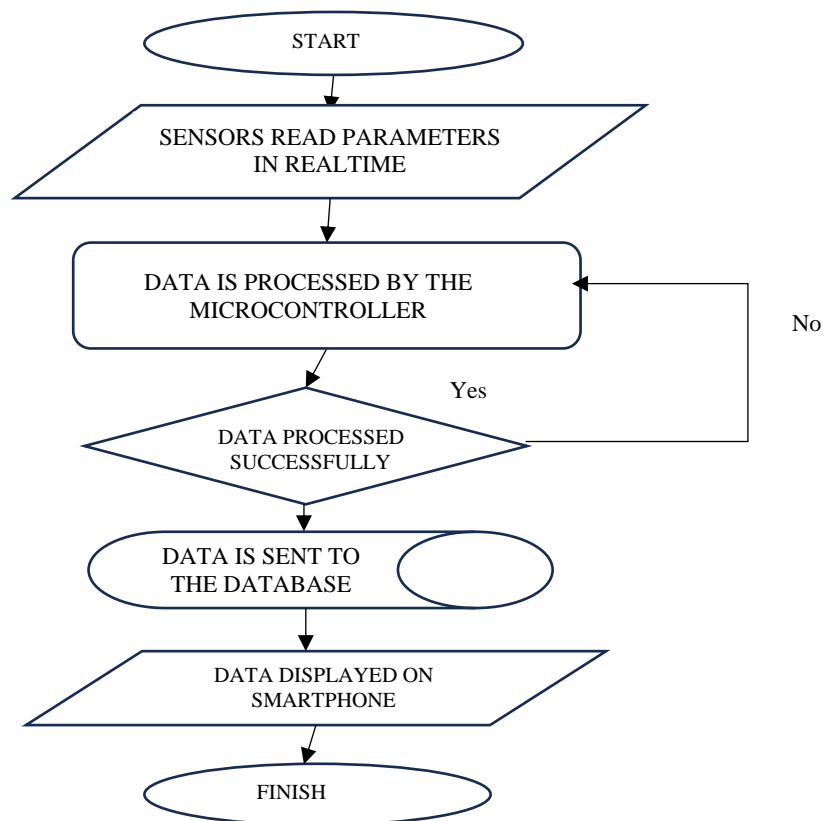 START
SENSORS READ PARAMETERS
IN REALTIME
DATA IS PROCESSED BY THE
MICROCONTROLLER
No
Yes
DATA PROCESSED
SUCCESSFULLY
DATA IS SENT TO
THE DATABASE
DATA DISPLAYED ON
SMARTPHONE
FINISH